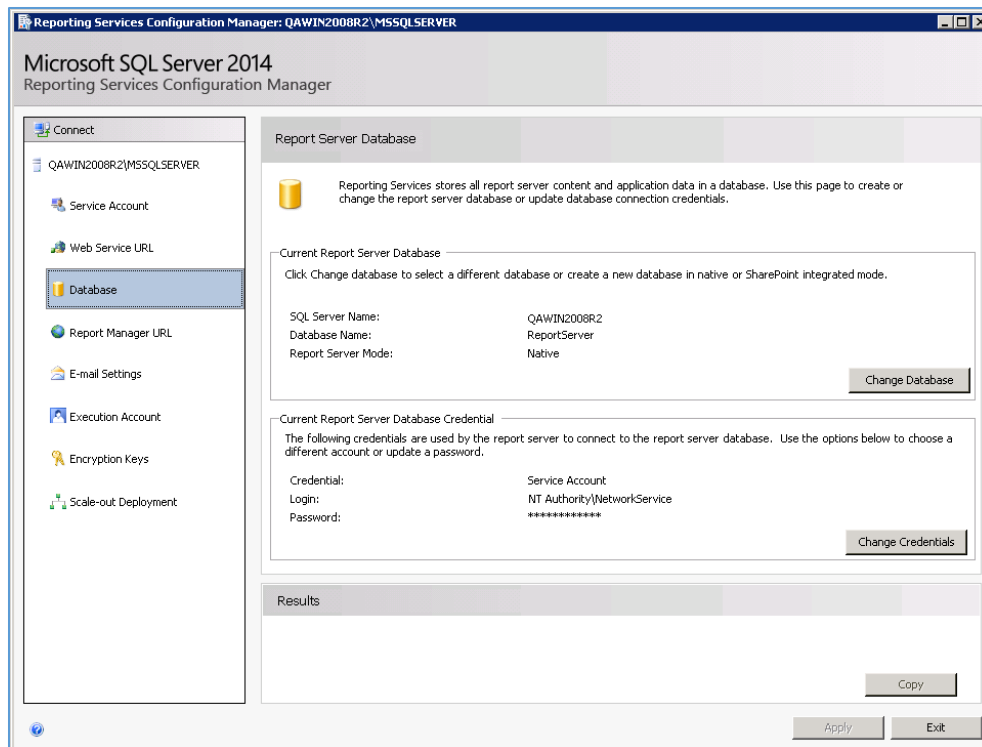 Reporting Services Configuration Manager: QAWIN2008R2\MSSQLSERVER
Microsoft SQL Server 2014
Reporting Services Configuration Manager
Connect
QAWIN2008R2\MSSQLSERVER
Service Account
Web Service URL
Database
Report Manager URL
E-mail Settings
Execution Account
Encryption Keys
Scale-out Deployment
Report Server Database
Reporting Services stores all report server content and application data in a database. Use this page to create or
change the report server database or update database connection credentials.
Current Report Server Database
Click Change database to select a different database or create a new database in native or SharePoint integrated mode.
SQL Server Name: QAWIN2008R2
Database Name: ReportServer
Report Server Mode: Native
Change Database
Current Report Server Database Credential
The following credentials are used by the report server to connect to the report server database. Use the options below to choose a
different account or update a password.
Credential: Service Account
Login: NT Authority\NetworkService
Password: ************
Change Credentials
Results
Copy
Apply Exit